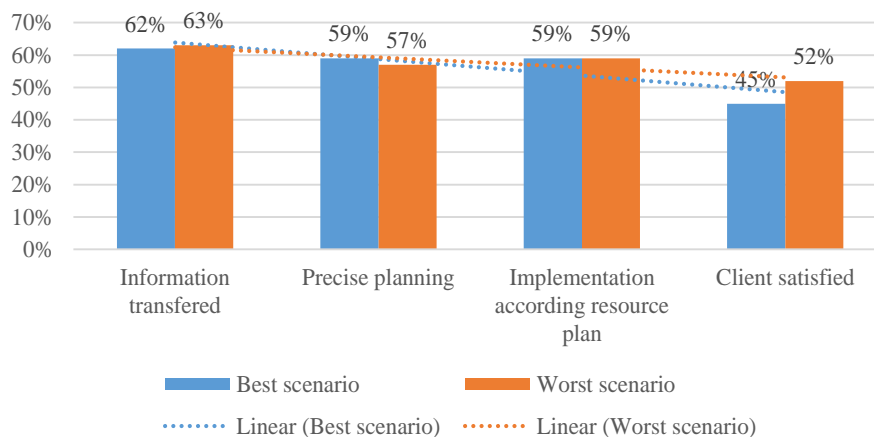 70%
60%
50%
40%
30%
20%
10%
0%
62%
63%
59%
57%
59%
59%
45%
52%
Information
transfered
Precise planning
Implementation
according resource
plan
Client satisfied
Best scenario
Worst scenario
Linear (Best scenario)
Linear (Worst scenario)